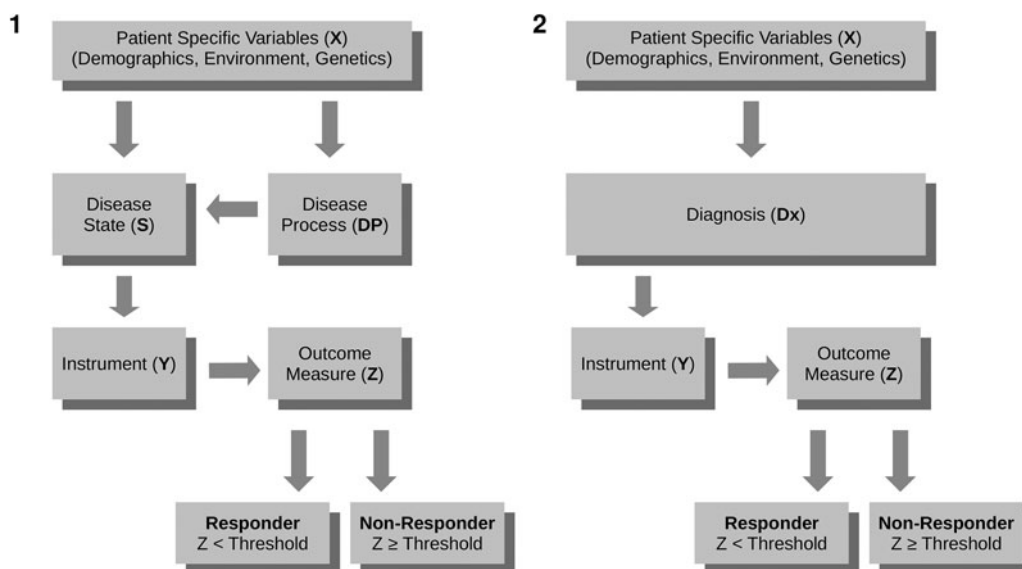 1
Patient Specific Variables (X)
(Demographics, Environment, Genetics)
Disease
State (S)
Disease
Process (DP)
Instrument (Y)
Outcome
Measure (Z)
Responder
Z < Threshold
Non-Responder
Z ≥ Threshold
2
Patient Specific Variables (X)
(Demographics, Environment, Genetics)
Diagnosis (Dx)
Instrument (Y)
Outcome
Measure (Z)
Responder
Z < Threshold
Non-Responder
Z ≥ Threshold